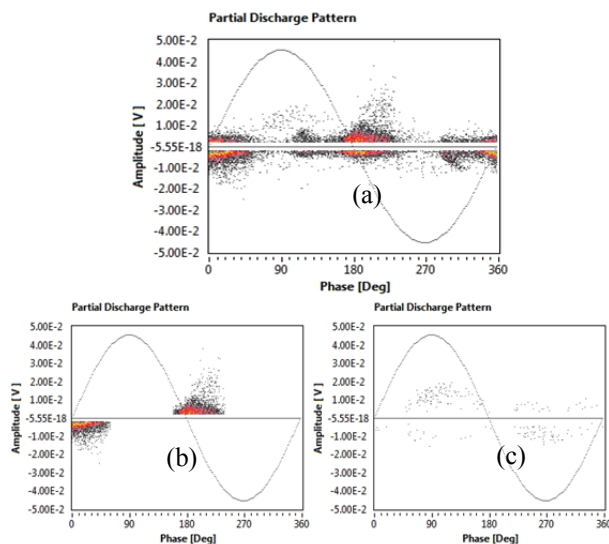 Partial Discharge Pattern
Amplitude [ V ]
5.00E-2
4.00E-2
3.00E-2
2.00E-2
1.00E-2
-5.55E-18
-1.00E-2
-2.00E-2
-3.00E-2
-4.00E-2
-5.00E-2
(a)
0 90 180 270 360
Phase [Deg]
Partial Discharge Pattern
Amplitude [ V ]
5.00E-2
4.00E-2
3.00E-2
2.00E-2
1.00E-2
-5.55E-18
-1.00E-2
-2.00E-2
-3.00E-2
-4.00E-2
-5.00E-2
(b)
0 90 180 270 360
Phase [Deg]
Partial Discharge Pattern
Amplitude [ V ]
5.00E-2
4.00E-2
3.00E-2
2.00E-2
1.00E-2
-5.55E-18
-1.00E-2
-2.00E-2
-3.00E-2
-4.00E-2
-5.00E-2
(c)
0 90 180 270 360
Phase [Deg]